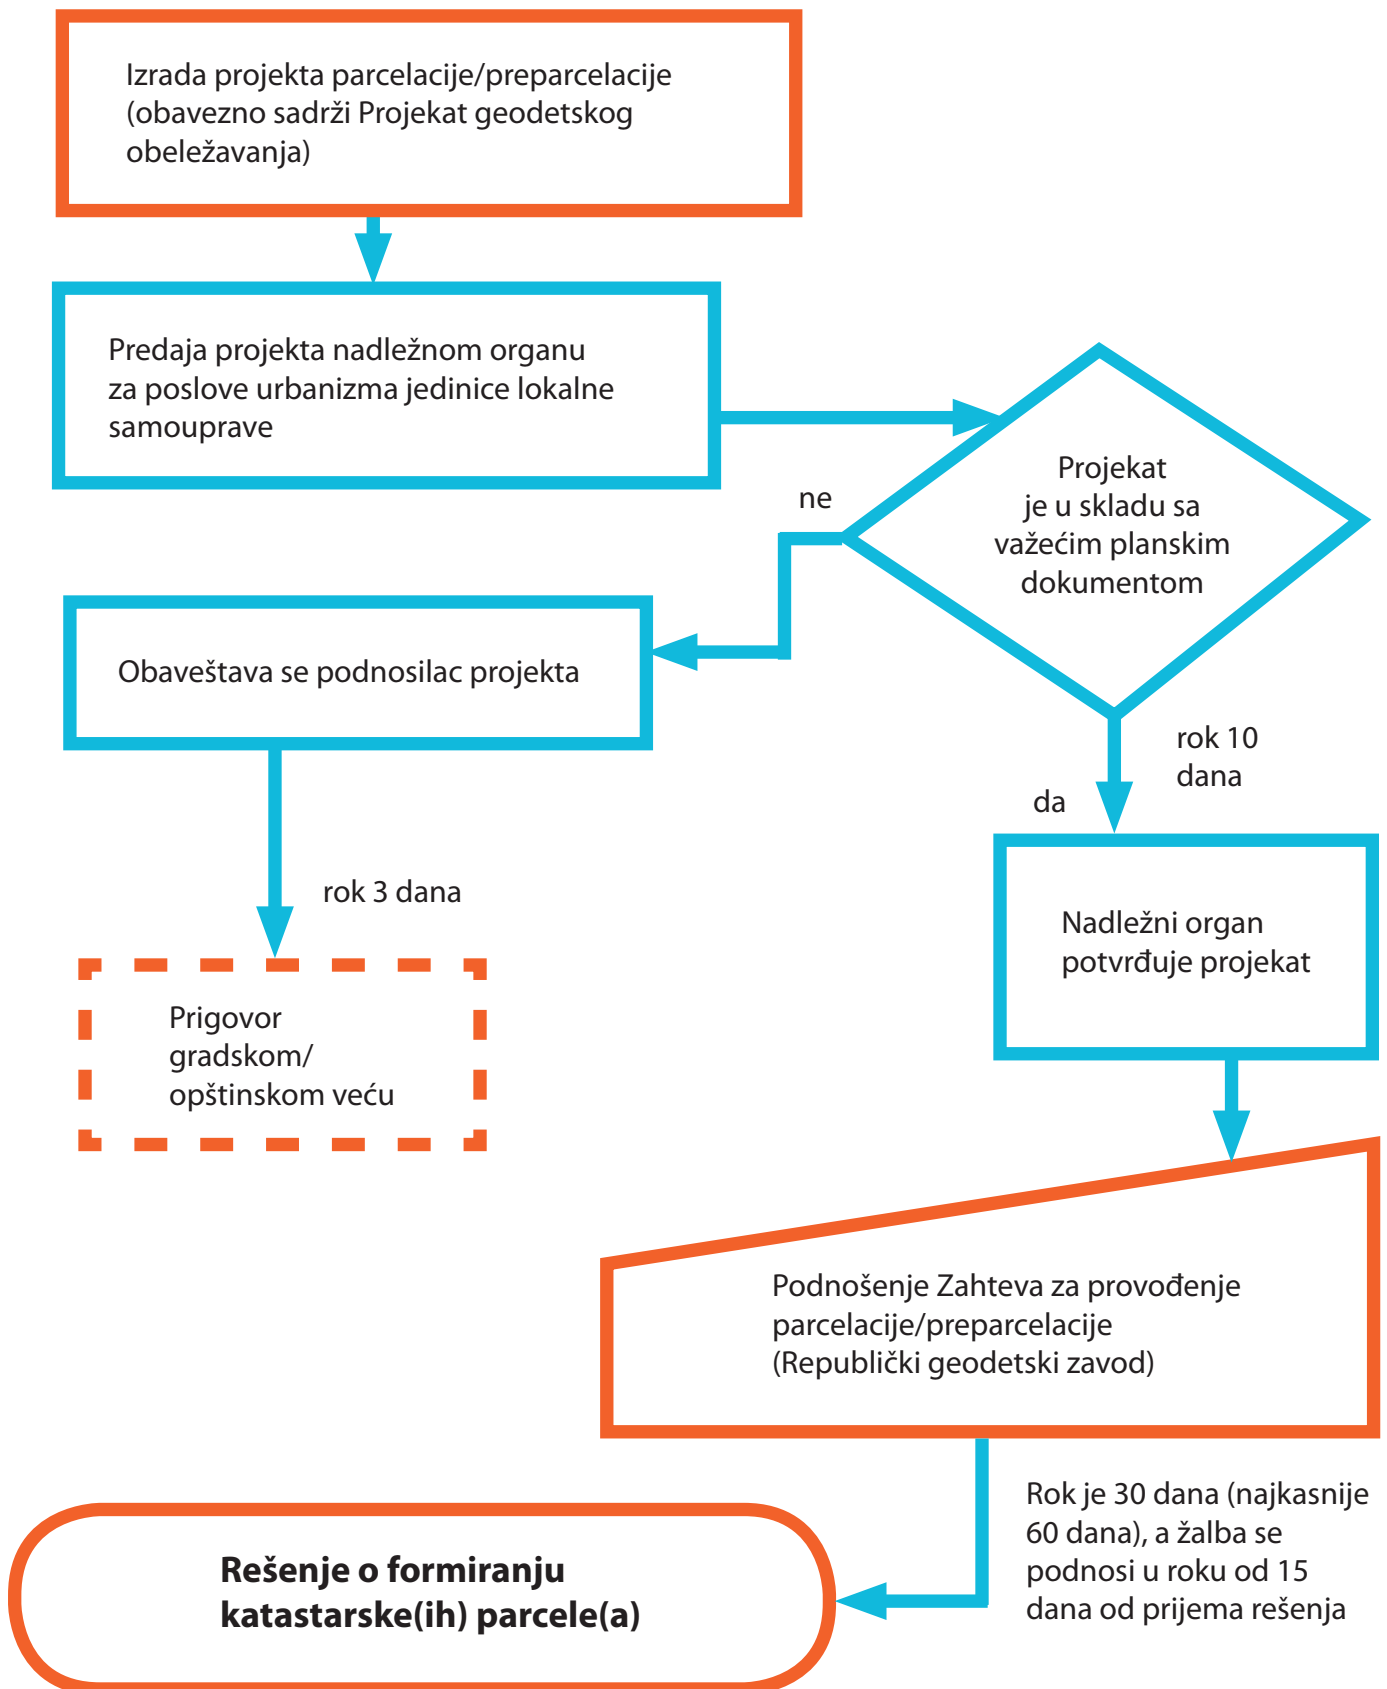 Izrada projekta parcelacije/preparcelacije
(obavezno sadrži Projekat geodetskog
obeležavanja)
Predaja projekta nadležnom organu
za poslove urbanizma jedinice lokalne
samouprave
Projekat
je u skladu sa
važećim planskim
dokumentom
ne
Obaveštava se podnosilac projekta
rok 10
dana
da
rok 3 dana
Nadležni organ
potvrđuje projekat
Prigovor
gradskom/
opštinskom veću
Podnošenje Zahteva za provođenje
parcelacije/preparcelacije
(Republički geodetski zavod)
Rok je 30 dana (najkasnije
60 dana), a žalba se
podnosi u roku od 15
dana od prijema rešenja
Rešenje o formiranju
katastarske(ih) parcele(a)